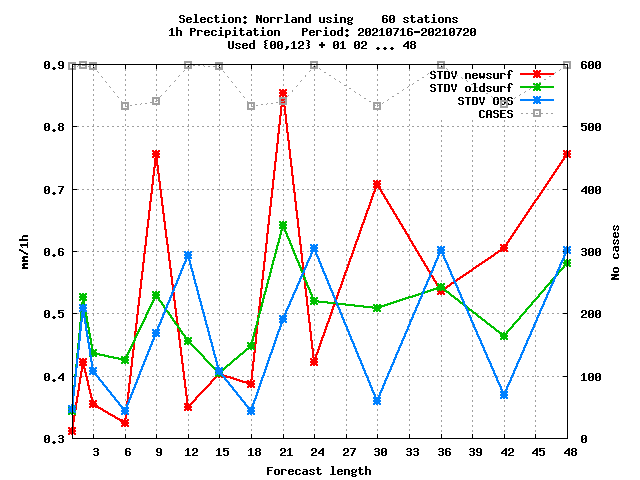 Selection: Norrland using    60 stations
1h Precipitation   Period: 20210716-20210720
Used {00,12} + 01 02 ... 48
STDV newsurf
STDV oldsurf
STDV OBS
CASES
0.9
0.8
0.7
0.6
0.5
0.4
0.3
mm/1h
600
500
400
300
200
100
0
No cases
3 6 9 12 15 18 21 24 27 30 33 36 39 42 45 48
Forecast length